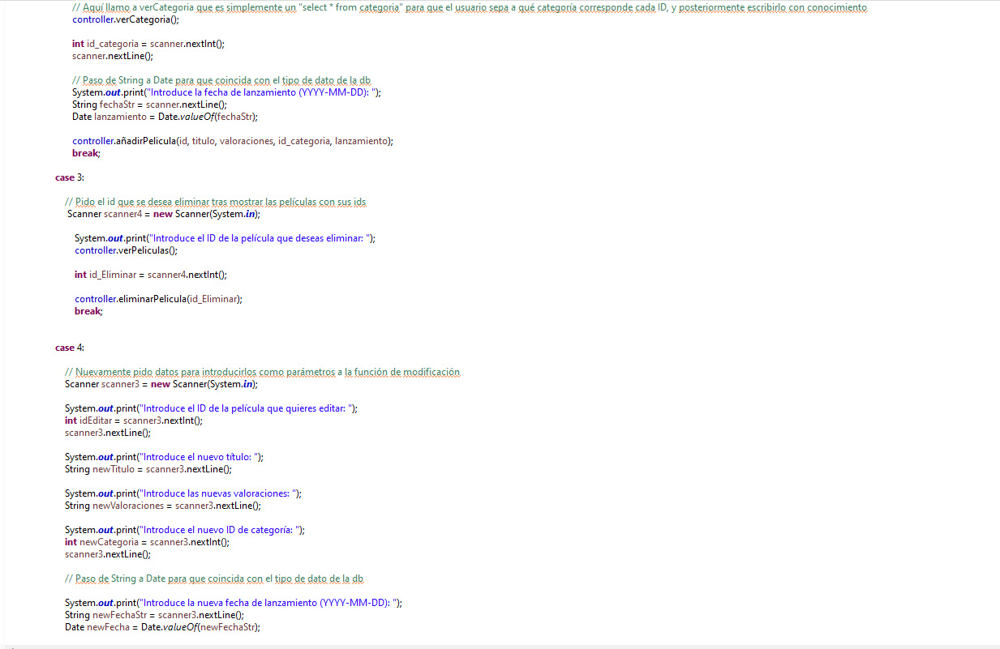 // Aquí llamo a verCategoria que es simplemente un "select * from categoria" para que el usuario sepa a qué categoría corresponde cada ID, y posteriormente escribirlo con conocimiento
controller.verCategoria();
int id_categoria = scanner.nextInt();
scanner.nextLine();
// Paso de String a Date para que coincida con el tipo de dato de la db
System.out.print("Introduce la fecha de lanzamiento (YYYY-MM-DD): ");
String fechaStr = scanner.nextLine();
Date lanzamiento = Date.valueOf(fechaStr);
controller.añadirPelicula(id, titulo, valoraciones, id_categoria, lanzamiento);
break;
case 3:
// Pido el id que se desea eliminar tras mostrar las películas con sus ids
Scanner scanner4 = new Scanner(System.in);
System.out.print("Introduce el ID de la película que deseas eliminar: ");
controller.verPeliculas();
int id_Eliminar = scanner4.nextInt();
controller.eliminarPelicula(id_Eliminar);
break;
case 4:
// Nuevamente pido datos para introducirlos como parámetros a la función de modificación
Scanner scanner3 = new Scanner(System.in);
System.out.print("Introduce el ID de la película que quieres editar: ");
int idEditar = scanner3.nextInt();
scanner3.nextLine();
System.out.print("Introduce el nuevo título: ");
String newTitulo = scanner3.nextLine();
System.out.print("Introduce las nuevas valoraciones: ");
String newValoraciones = scanner3.nextLine();
System.out.print("Introduce el nuevo ID de categoría: ");
int newCategoria = scanner3.nextInt();
scanner3.nextLine();
// Paso de String a Date para que coincida con el tipo de dato de la db
System.out.print("Introduce la nueva fecha de lanzamiento (YYYY-MM-DD): ");
String newFechaStr = scanner3.nextLine();
Date newFecha = Date.valueOf(newFechaStr);